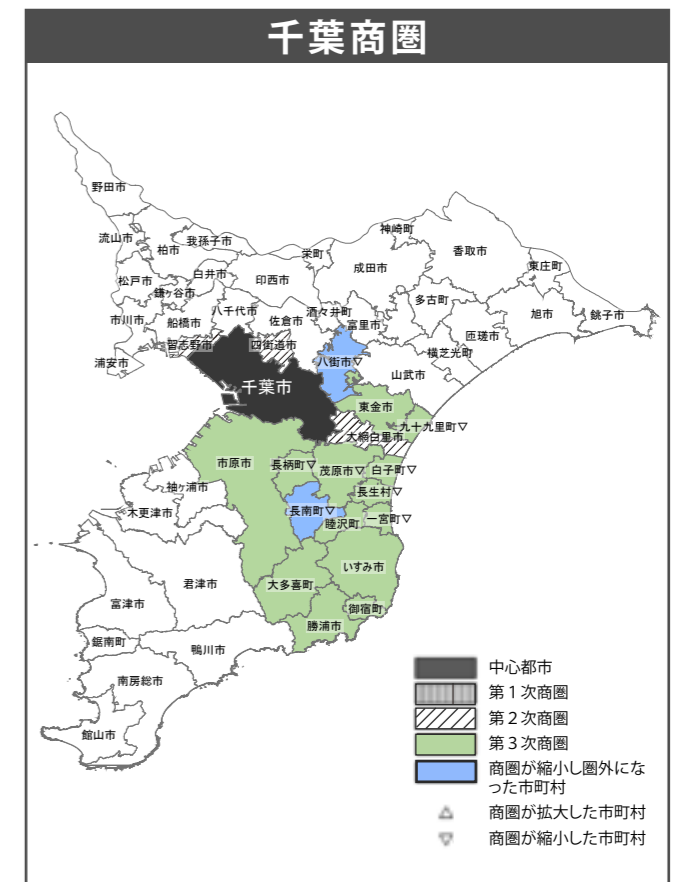 千葉商圏
野田市
流山市
柏市
我孫子市
栄町
神崎町
香取市
成田市
東庄町
松戸市
鎌ヶ谷市
白井市
印西市
多古町
旭市
銚子市
市川市
船橋市
八千代市
佐倉市
酒々井町
富里市
匝瑳市
習志野市
四街道市
横芝光町
浦安市
八街市▽
山武市
千葉市
東金市
九十九里町▽
大網白里市
市原市
長柄町▽
茂原市▽
白子町▽
袖ヶ浦市
長生村▽
木更津市
長南町▽
睦沢町
一宮町▽
君津市
いすみ市
大多喜町
富津市
御宿町
勝浦市
鋸南町
鴨川市
南房総市
館山市
中心都市
第1次商圏
第2次商圏
第3次商圏
商圏が縮小し圏外にな
った市町村
△ 商圏が拡大した市町村
▽ 商圏が縮小した市町村